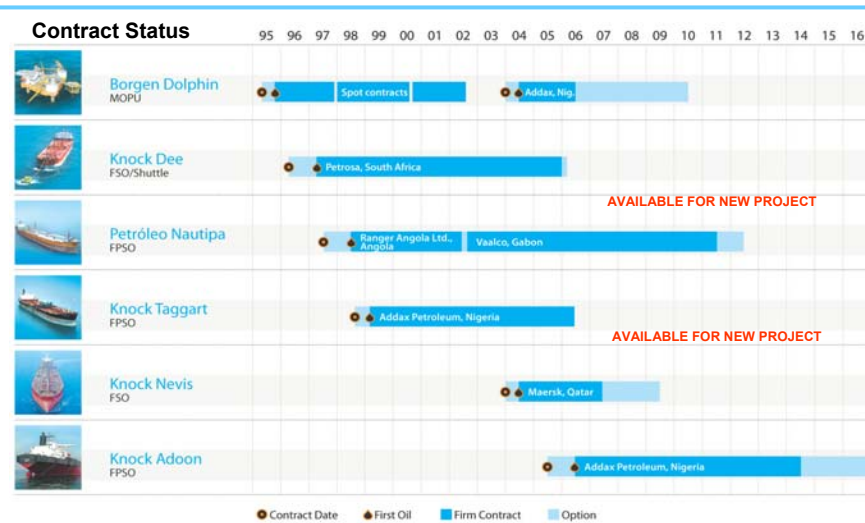 Contract Status
95 96 97 98 99 00 01 02 03 04 05 06 07 08 09 10 11 12 13 14 15 16
Borgen Dolphin
MOPU
Spot contracts
Addax, Nig.
Knock Dee
FSO/Shuttle
Petrosa, South Africa
AVAILABLE FOR NEW PROJECT
Petróleo Nautipa
FPSO
Ranger Angola Ltd.,
Angola
Vaalco, Gabon
Knock Taggart
FPSO
Addax Petroleum, Nigeria
AVAILABLE FOR NEW PROJECT
Knock Nevis
FSO
Maersk, Qatar
Knock Adoon
FPSO
Addax Petroleum, Nigeria
Contract Date First Oil Firm Contract Option